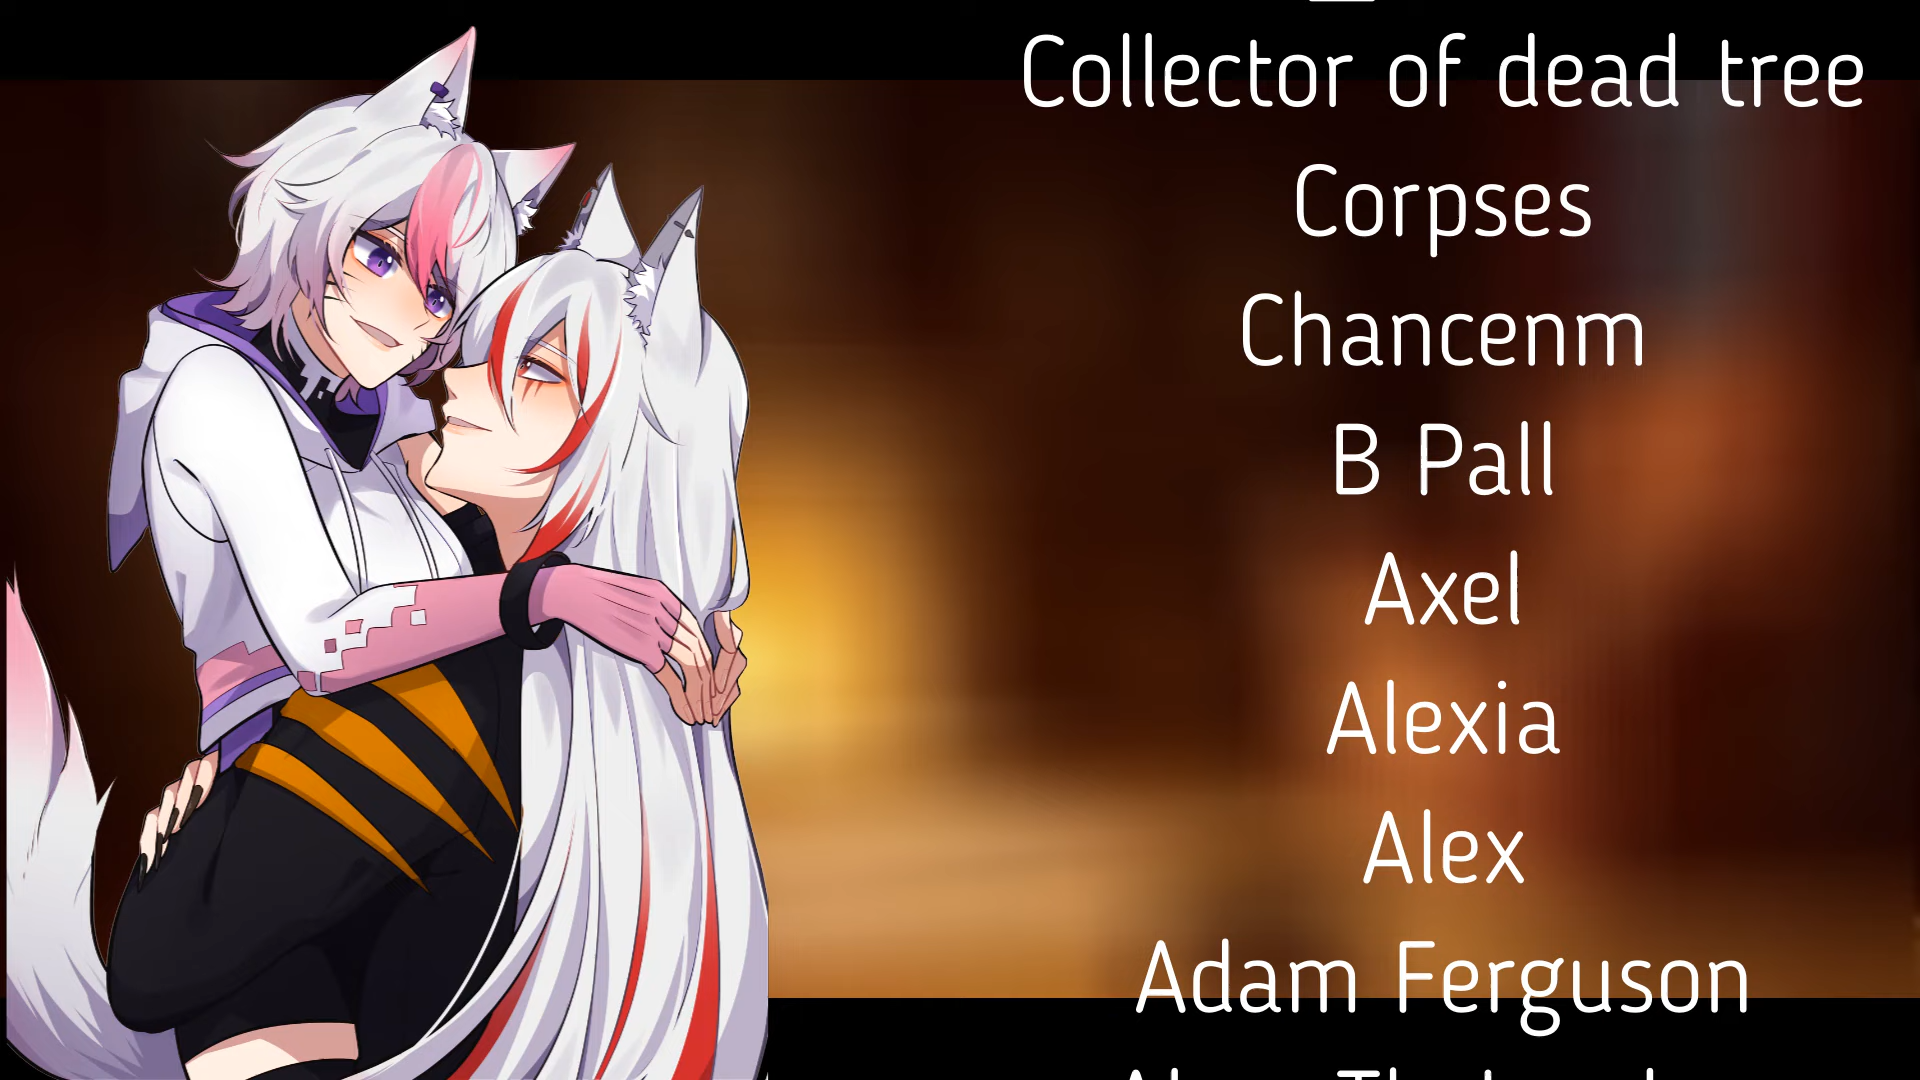 Collector of dead tree
Corpses
Chancenm
B Pall
Axel
Alexia
Alex
Adam Ferguson